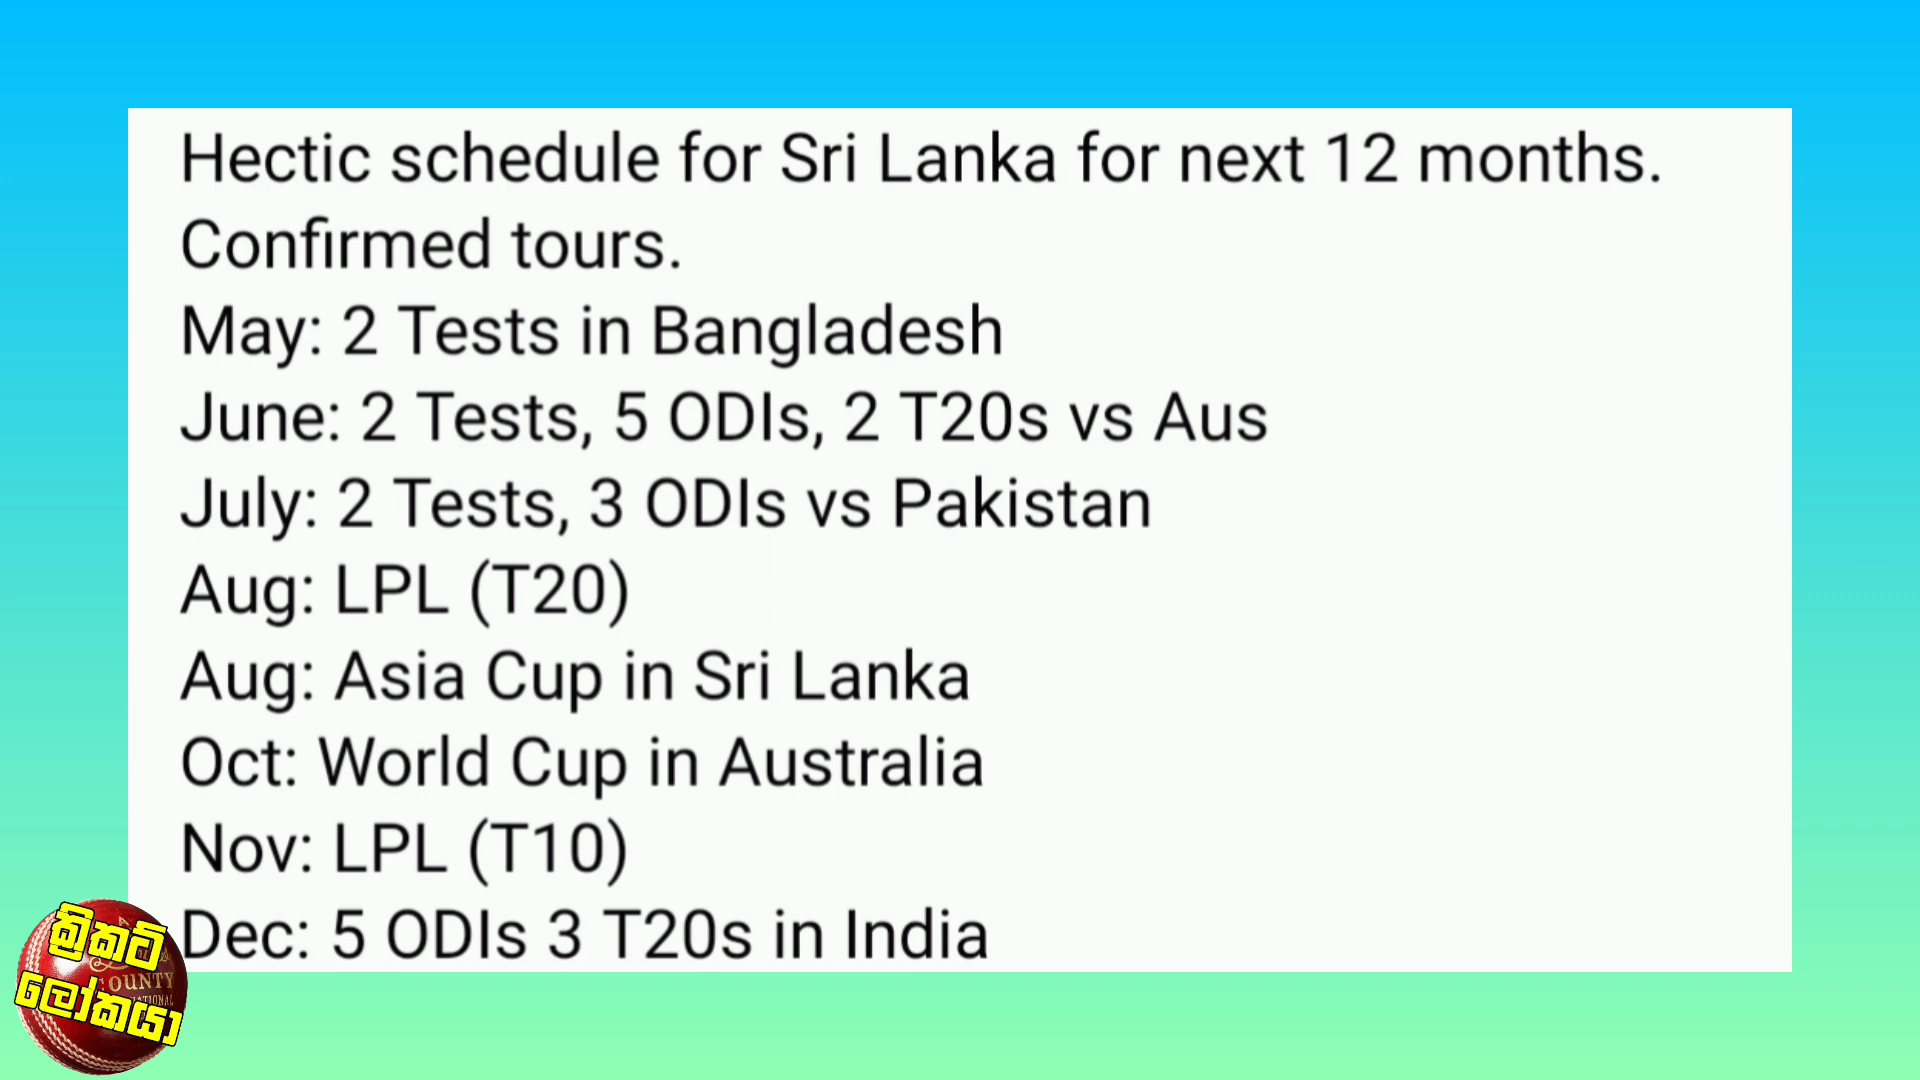 Hectic schedule for Sri Lanka for next 12 months.
Confirmed tours.
May: 2 Tests in Bangladesh
June: 2 Tests, 5 ODIs, 2 T20s vs Aus
July: 2 Tests, 3 ODIs vs Pakistan
Aug: LPL (T20)
Aug: Asia Cup in Sri Lanka
Oct: World Cup in Australia
Nov: LPL (T10)
Dec: 5 ODIs 3 T20s in India
ක්‍රිකට්
COUNTY
ලෝකයා